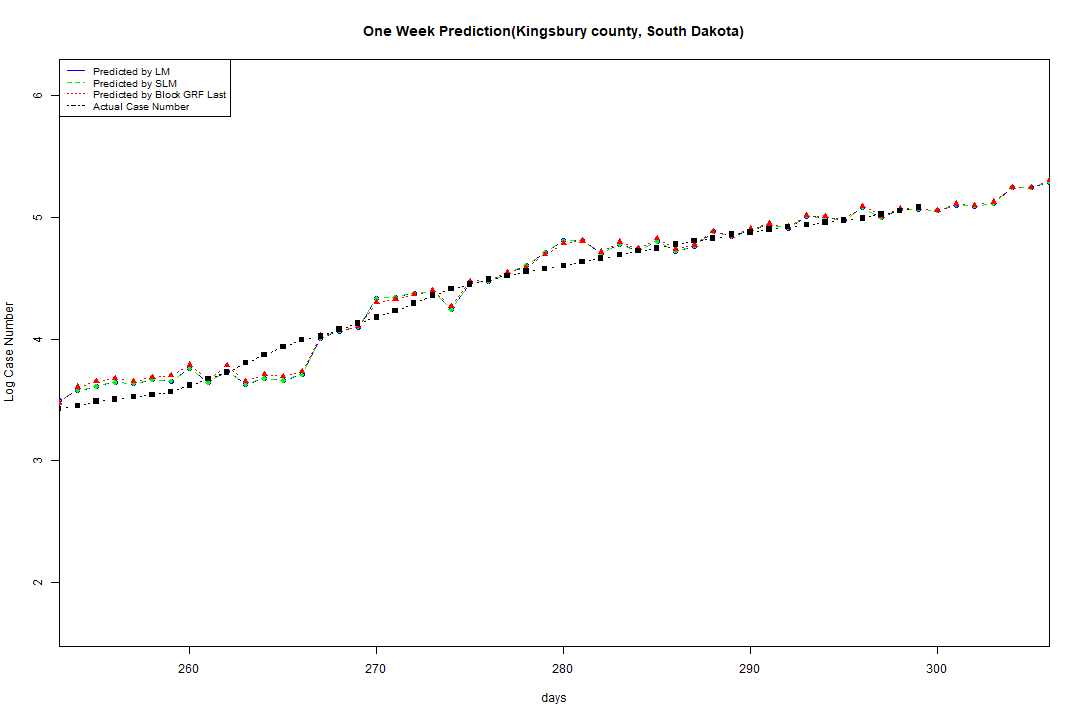 One Week Prediction(Kingsbury county, South Dakota)
Predicted by LM
Predicted by SLM
Predicted by Block GRF Last
Actual Case Number
6
5
4
3
2
Log Case Number
260 270 280 290 300
days